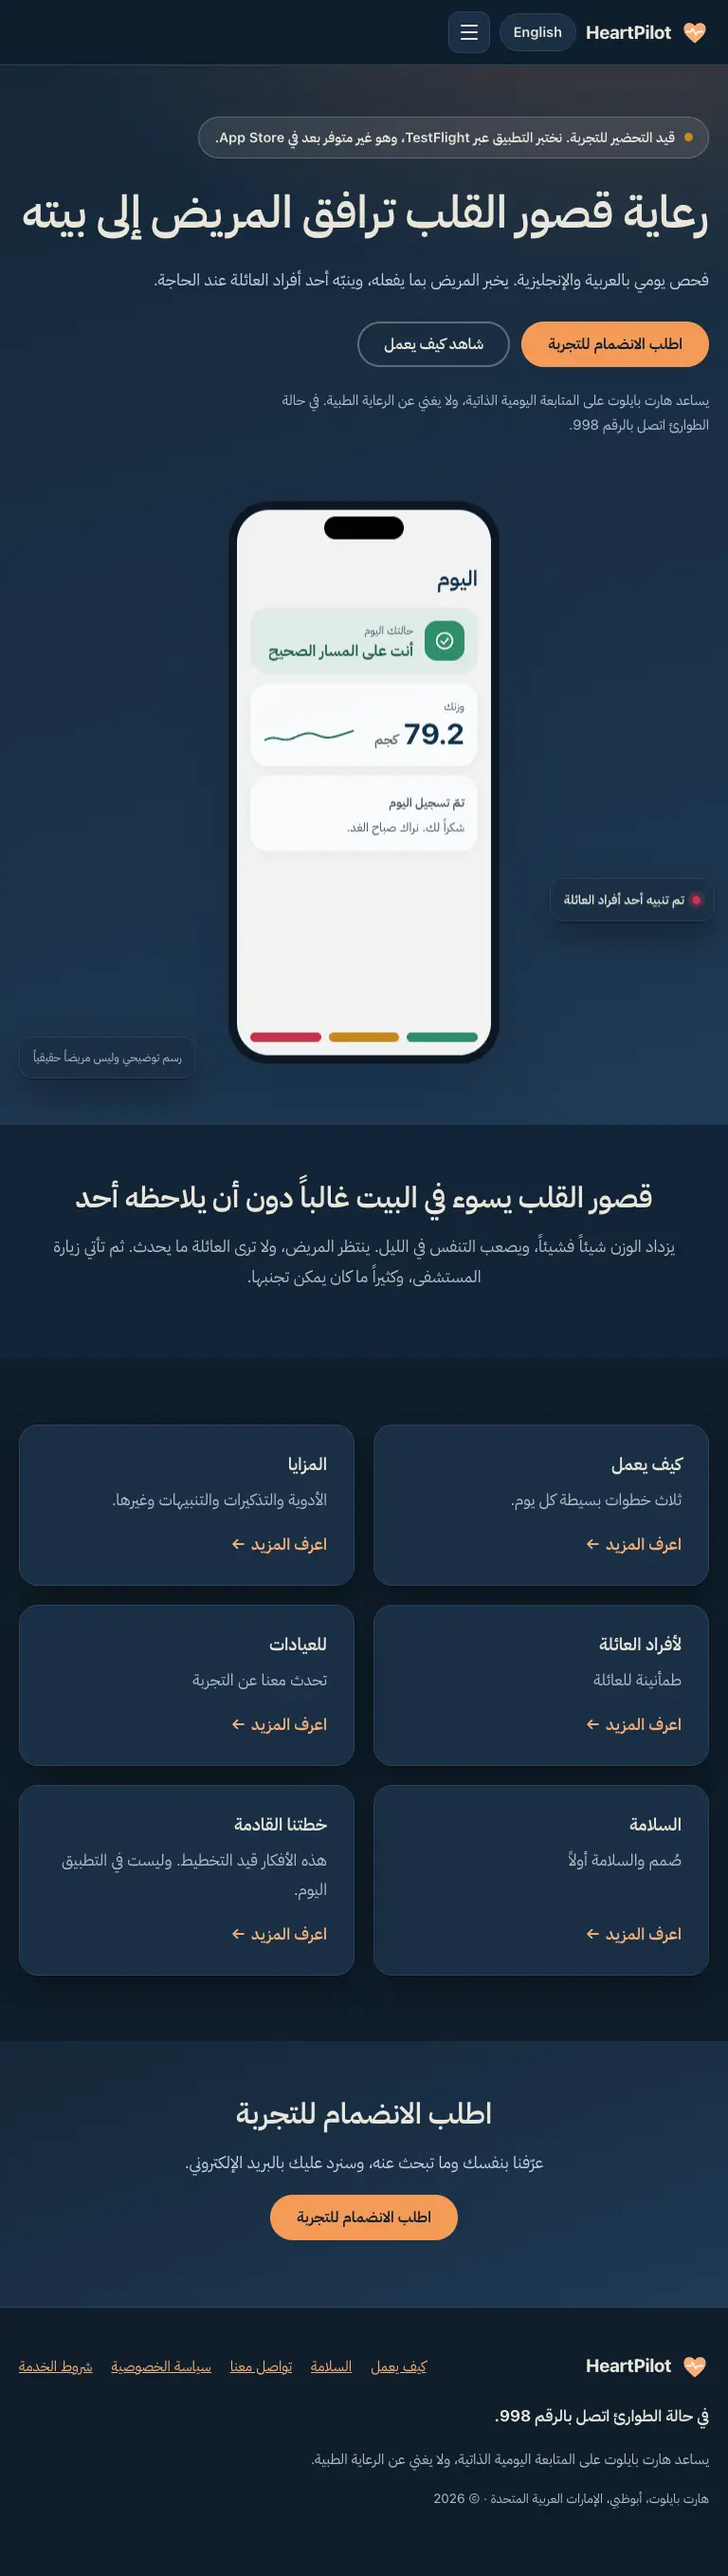 HeartPilot
English
قيد التحضير للتجربة. نختبر التطبيق عبر TestFlight، وهو غير متوفر بعد في App Store.
رعاية قصور القلب ترافق المريض إلى بيته
فحص يومي بالعربية والإنجليزية. يخبر المريض بما يفعله، وينبّه أحد أفراد العائلة عند الحاجة.
اطلب الانضمام للتجربة
شاهد كيف يعمل
يساعد هارت بايلوت على المتابعة اليومية الذاتية، ولا يغني عن الرعاية الطبية. في حالة
الطوارئ اتصل بالرقم 998.
اليوم
حالتك اليوم
أنت على المسار الصحيح
وزنك
79.2 كجم
تمّ تسجيل اليوم
شكراً لك. نراك صباح الغد.
تم تنبيه أحد أفراد العائلة
رسم توضيحي وليس مريضاً حقيقياً
قصور القلب يسوء في البيت غالباً دون أن يلاحظه أحد
يزداد الوزن شيئاً فشيئاً، ويصعب التنفس في الليل. ينتظر المريض، ولا ترى العائلة ما يحدث. ثم تأتي زيارة
المستشفى، وكثيراً ما كان يمكن تجنبها.
كيف يعمل
ثلاث خطوات بسيطة كل يوم.
اعرف المزيد ←
المزايا
الأدوية والتذكيرات والتنبيهات وغيرها.
اعرف المزيد ←
لأفراد العائلة
طمأنينة للعائلة
اعرف المزيد ←
للعيادات
تحدث معنا عن التجربة
اعرف المزيد ←
السلامة
صُمم والسلامة أولاً
اعرف المزيد ←
خطتنا القادمة
هذه الأفكار قيد التخطيط. وليست في التطبيق
اليوم.
اعرف المزيد ←
اطلب الانضمام للتجربة
عرّفنا بنفسك وما تبحث عنه، وسنرد عليك بالبريد الإلكتروني.
اطلب الانضمام للتجربة
HeartPilot
كيف يعمل
السلامة
تواصل معنا
سياسة الخصوصية
شروط الخدمة
في حالة الطوارئ اتصل بالرقم 998.
يساعد هارت بايلوت على المتابعة اليومية الذاتية، ولا يغني عن الرعاية الطبية.
هارت بايلوت، أبوظبي، الإمارات العربية المتحدة · © 2026